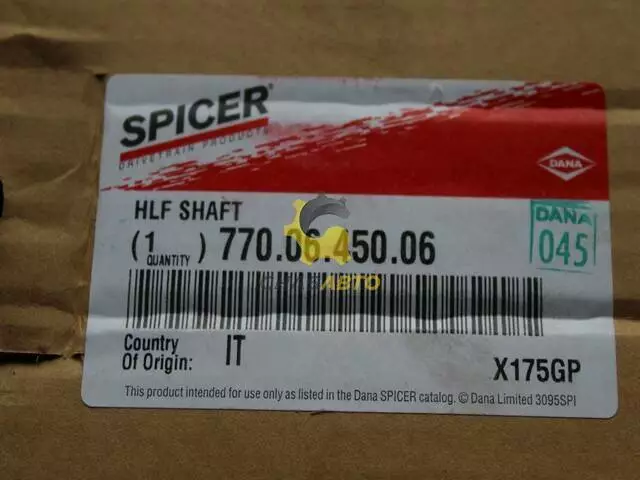 SPICER®
DRIVETRAIN PRODUCTS
DANA
HLF SHAFT
(1 QUANTITY) 770.06.450.06
DANA
045
СПАВАВТО
Country
Of Origin: IT
X175GP
This product intended for use only as listed in the Dana SPICER catalog. © Dana Limited 3095SPI